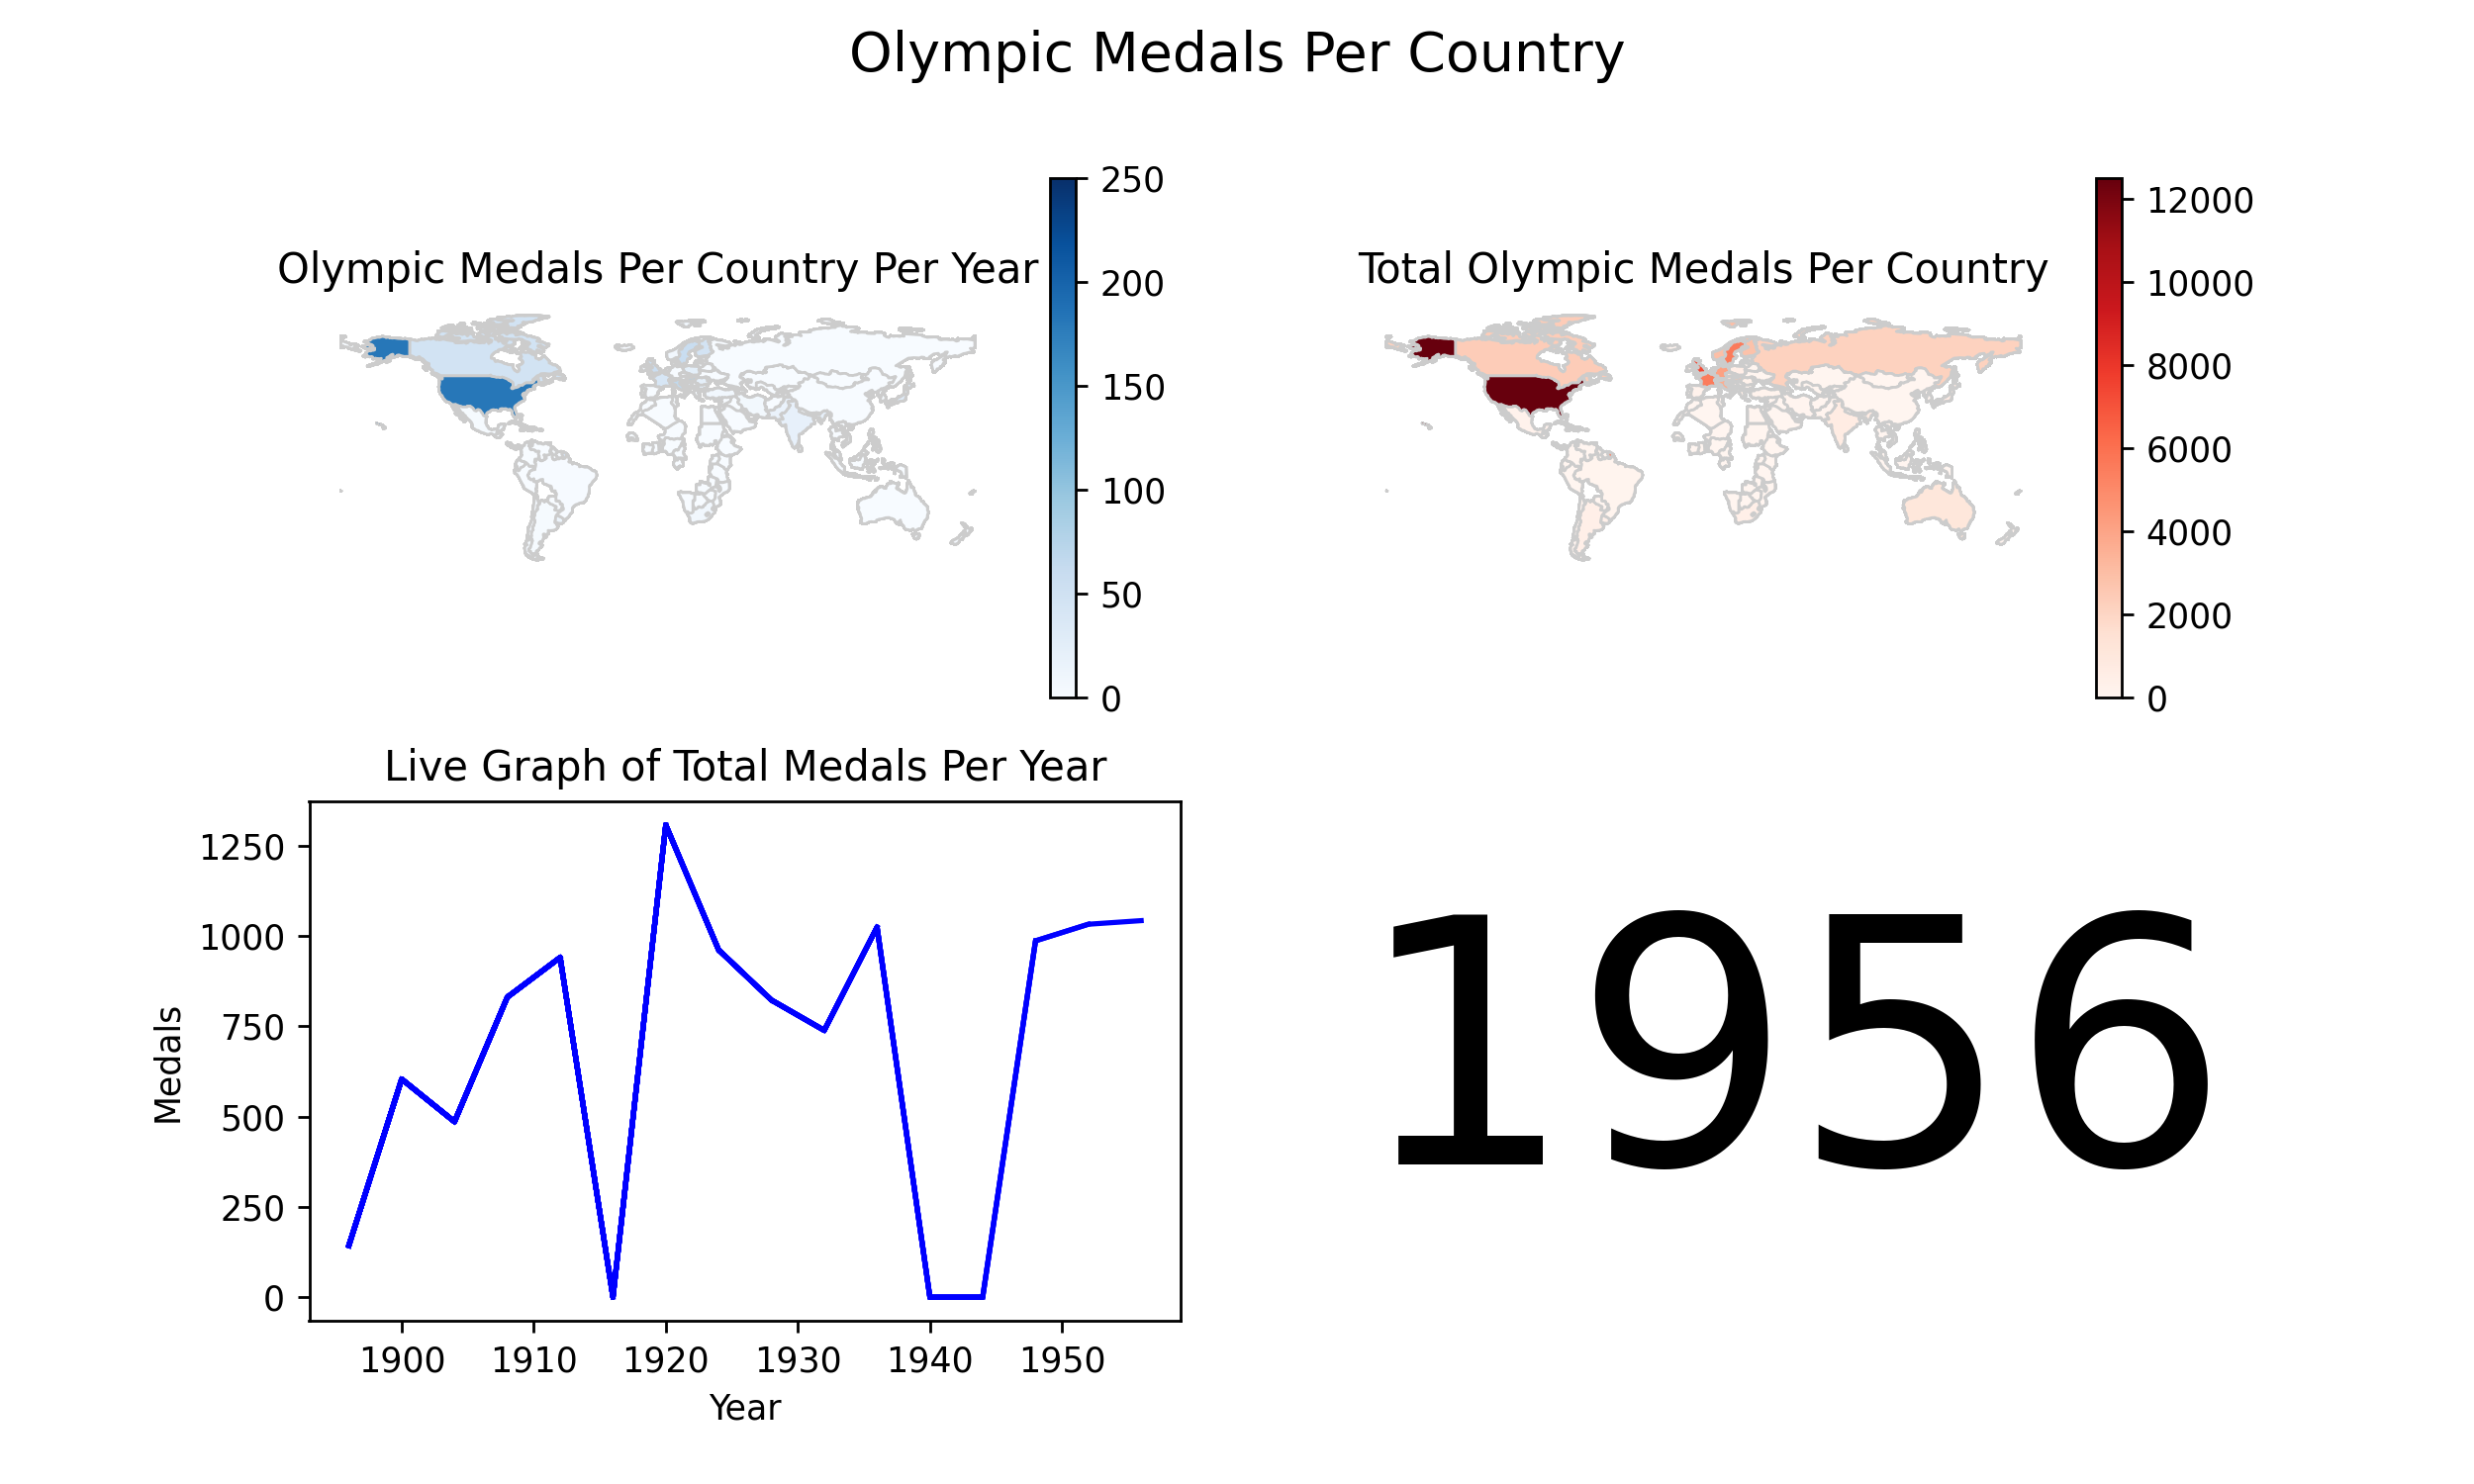 Olympic Medals Per Country
Olympic Medals Per Country Per Year
250
200
150
100
50
0
Total Olympic Medals Per Country
12000
10000
8000
6000
4000
2000
0
Live Graph of Total Medals Per Year
Medals
1250
1000
750
500
250
0
1900 1910 1920 1930 1940 1950
Year
1956